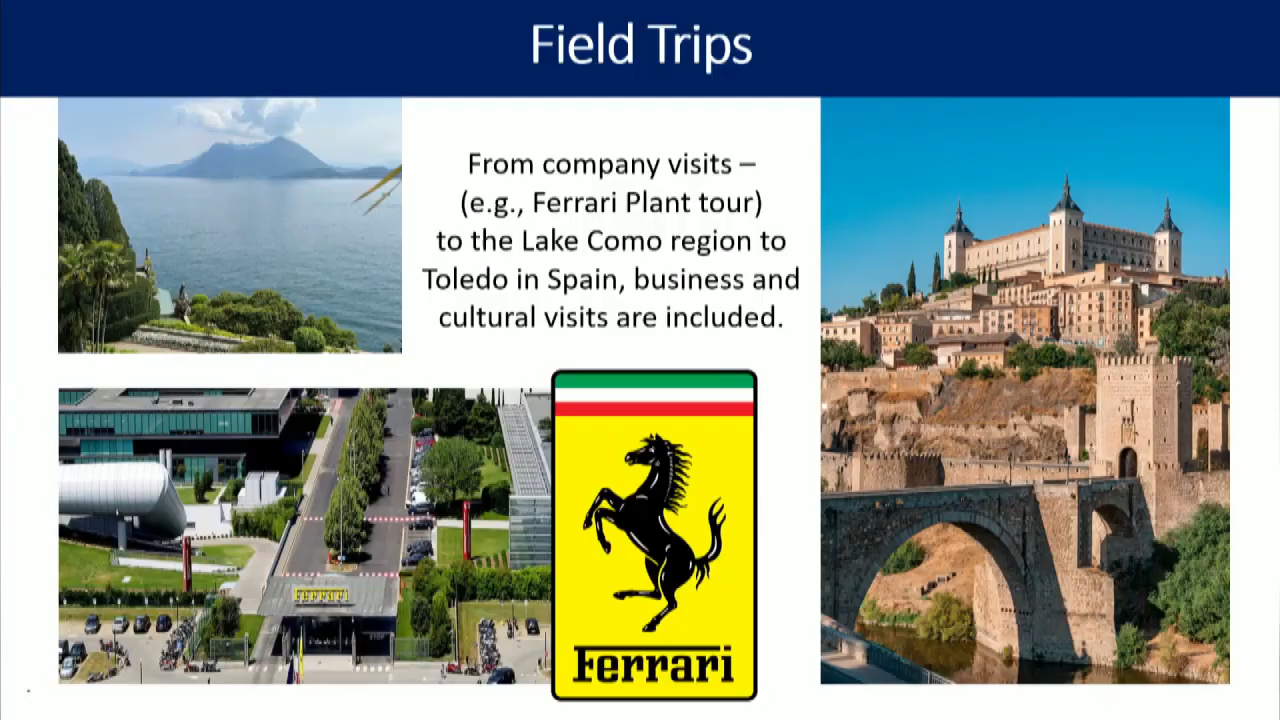 Field Trips
From company visits –
(e.g., Ferrari Plant tour)
to the Lake Como region to
Toledo in Spain, business and
cultural visits are included.
FERRARI
Ferrari